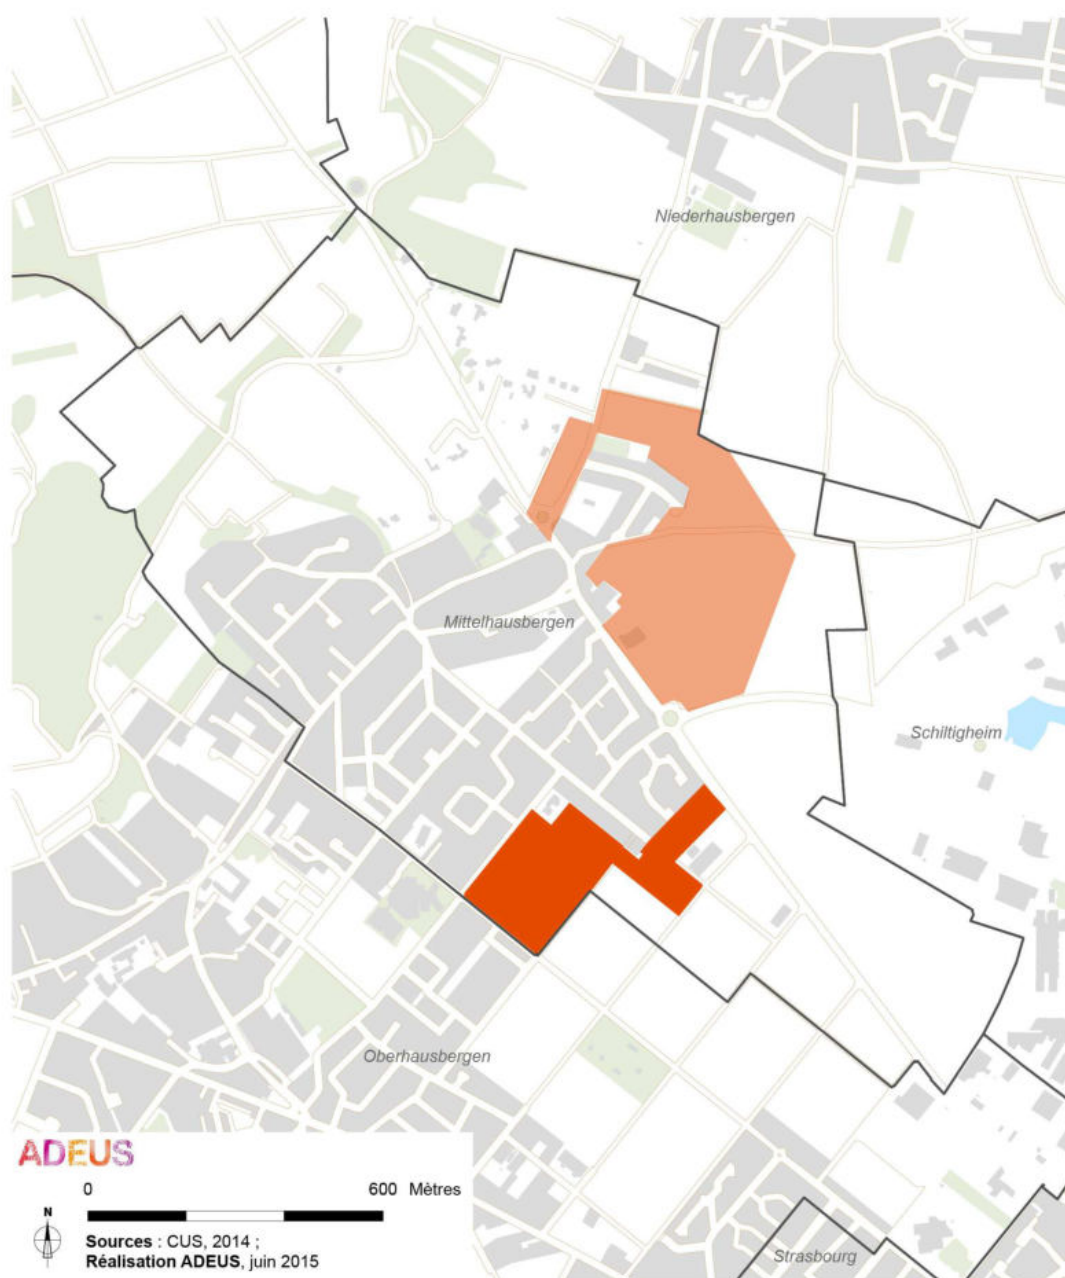 Niederhausbergen
Mittelhausbergen
Schiltigheim
Oberhausbergen
ADEUS
0 600 Mètres
N
Sources : CUS, 2014 ;
Réalisation ADEUS, juin 2015
Strasbourg